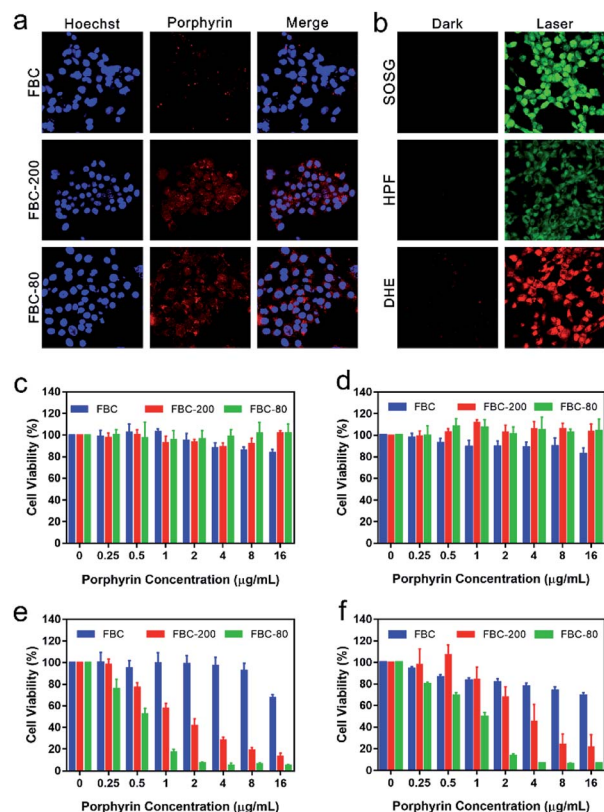 a
b
Hoechst Porphyrin Merge
Dark Laser
FBC
FBC-200
FBC-80
SOSG
HPF
DHE
c
FBC FBC-200 FBC-80
140
120
100
80
60
40
20
0
Cell Viability (%)
0 0.25 0.5 1 2 4 8 16
Porphyrin Concentration (μg/mL)
d
FBC FBC-200 FBC-80
140
120
100
80
60
40
20
0
Cell Viability (%)
0 0.25 0.5 1 2 4 8 16
Porphyrin Concentration (μg/mL)
e
FBC FBC-200 FBC-80
140
120
100
80
60
40
20
0
Cell Viability (%)
0 0.25 0.5 1 2 4 8 16
Porphyrin Concentration (μg/mL)
f
FBC FBC-200 FBC-80
140
120
100
80
60
40
20
0
Cell Viability (%)
0 0.25 0.5 1 2 4 8 16
Porphyrin Concentration (μg/mL)